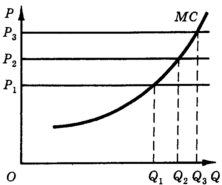 P
MC
P₃
P₂
P₁
O
Q₁ Q₂ Q₃ Q